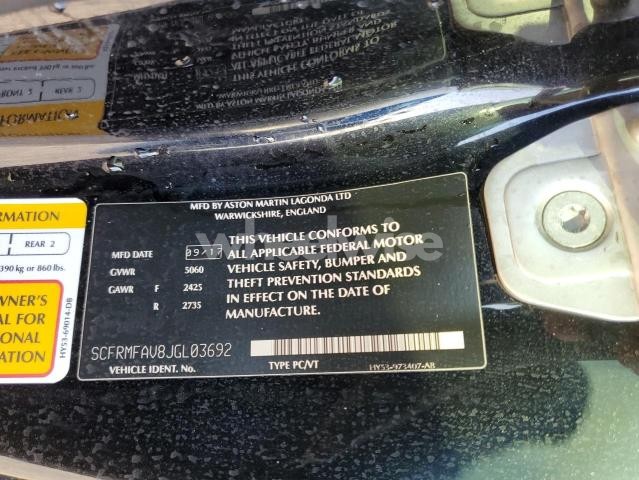 MFD BY ASTON MARTIN LAGONDA LTD
WARWICKSHIRE, ENGLAND
MFD DATE 09/17
GVWR 5060
GAWR F 2425
R 2735
THIS VEHICLE CONFORMS TO
ALL APPLICABLE FEDERAL MOTOR
VEHICLE SAFETY, BUMPER AND
THEFT PREVENTION STANDARDS
IN EFFECT ON THE DATE OF
MANUFACTURE.
SCFRMFAV8JGL03692
VEHICLE IDENT. No.
TYPE PC/VT
HY53-973407-AB
ORMATION
REAR 2
390 kg or 860 lbs.
WNER'S
AL FOR
IONAL
ATION
HY53-69014-DB